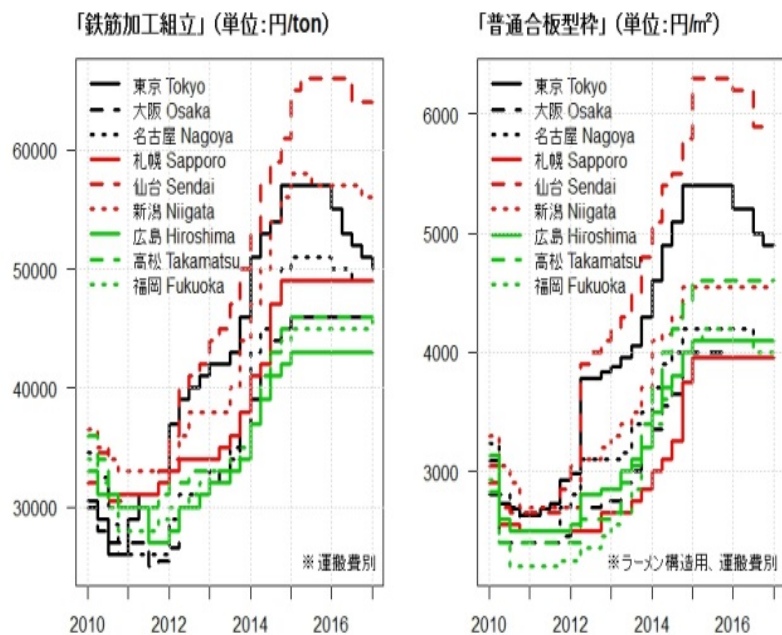 「鉄筋加工組立」(単位:円/ton)
60000
50000
40000
30000
東京 Tokyo
大阪 Osaka
名古屋 Nagoya
札幌 Sapporo
仙台 Sendai
新潟 Niigata
広島 Hiroshima
高松 Takamatsu
福岡 Fukuoka
※運搬費別
2010 2012 2014 2016
「普通合板型枠」(単位:円/㎡)
6000
5000
4000
3000
東京 Tokyo
大阪 Osaka
名古屋 Nagoya
札幌 Sapporo
仙台 Sendai
新潟 Niigata
広島 Hiroshima
高松 Takamatsu
福岡 Fukuoka
※ラーメン構造用、運搬費別
2010 2012 2014 2016